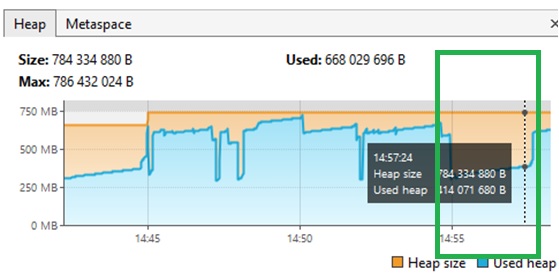 Heap Metaspace
Size: 784 334 880 B Used: 668 029 696 B
Max: 786 432 024 B
750 MB
500 MB
250 MB
0 MB
14:57:24
Heap size 784 334 880 B
Used heap 414 071 680 B
14:45 14:50 14:55
Heap size Used heap